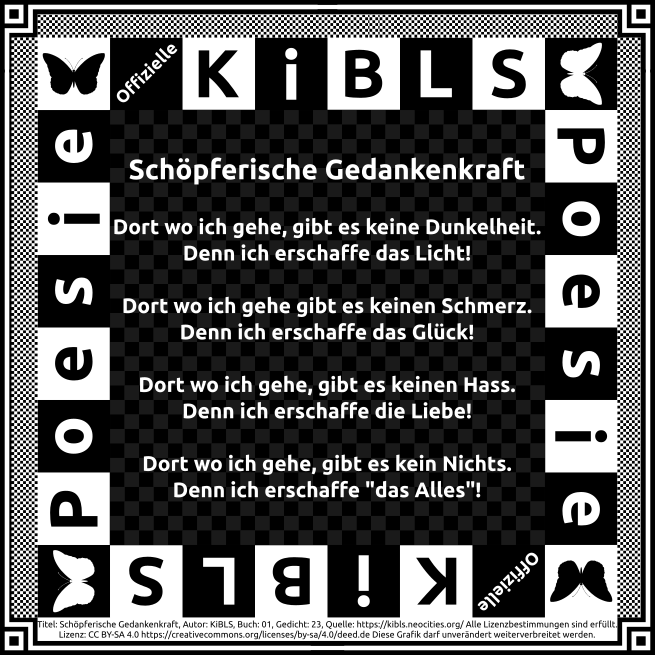 Offizielle KiBLS
Poesie
Poesie
Schöpferische Gedankenkraft
Dort wo ich gehe, gibt es keine Dunkelheit.
Denn ich erschaffe das Licht!
Dort wo ich gehe gibt es keinen Schmerz.
Denn ich erschaffe das Glück!
Dort wo ich gehe, gibt es keinen Hass.
Denn ich erschaffe die Liebe!
Dort wo ich gehe, gibt es kein Nichts.
Denn ich erschaffe "das Alles"!
Offizielle KiBLS
Titel: Schöpferische Gedankenkraft, Autor: KiBLS, Buch: 01, Gedicht: 23, Quelle: https://kibls.neocities.org/ Alle Lizenzbestimmungen sind erfüllt.
Lizenz: CC BY-SA 4.0 https://creativecommons.org/licenses/by-sa/4.0/deed.de Diese Grafik darf unverändert weiterverbreitet werden.